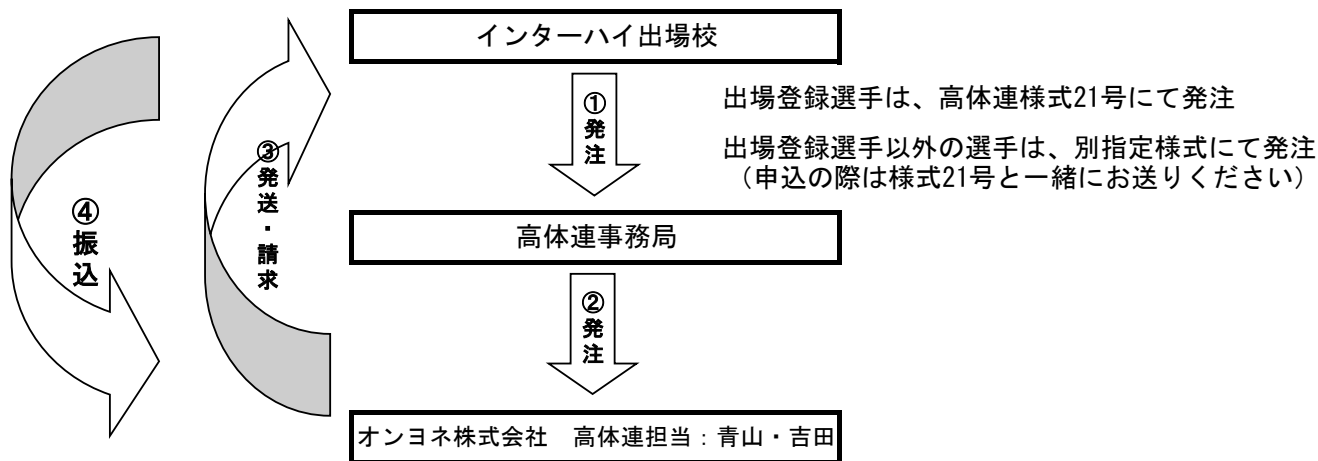 インターハイ出場校
①発注
出場登録選手は、高体連様式21号にて発注
出場登録選手以外の選手は、別指定様式にて発注
（申込の際は様式21号と一緒にお送りください）
③発送・請求
④振込
高体連事務局
②発注
オンヨネ株式会社　高体連担当：青山・吉田